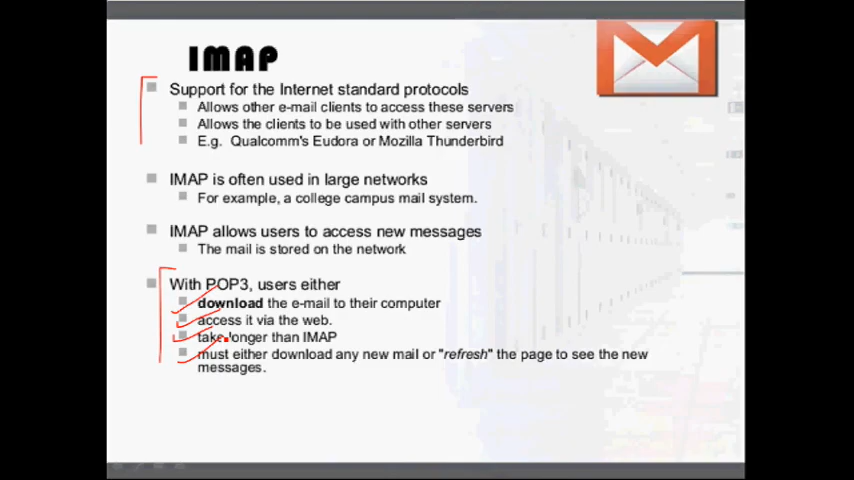 IMAP
Support for the Internet standard protocols
Allows other e-mail clients to access these servers
Allows the clients to be used with other servers
E.g. Qualcomm's Eudora or Mozilla Thunderbird
IMAP is often used in large networks
For example, a college campus mail system.
IMAP allows users to access new messages
The mail is stored on the network
With POP3, users either
download the e-mail to their computer
access it via the web.
take longer than IMAP
must either download any new mail or "refresh" the page to see the new
messages.